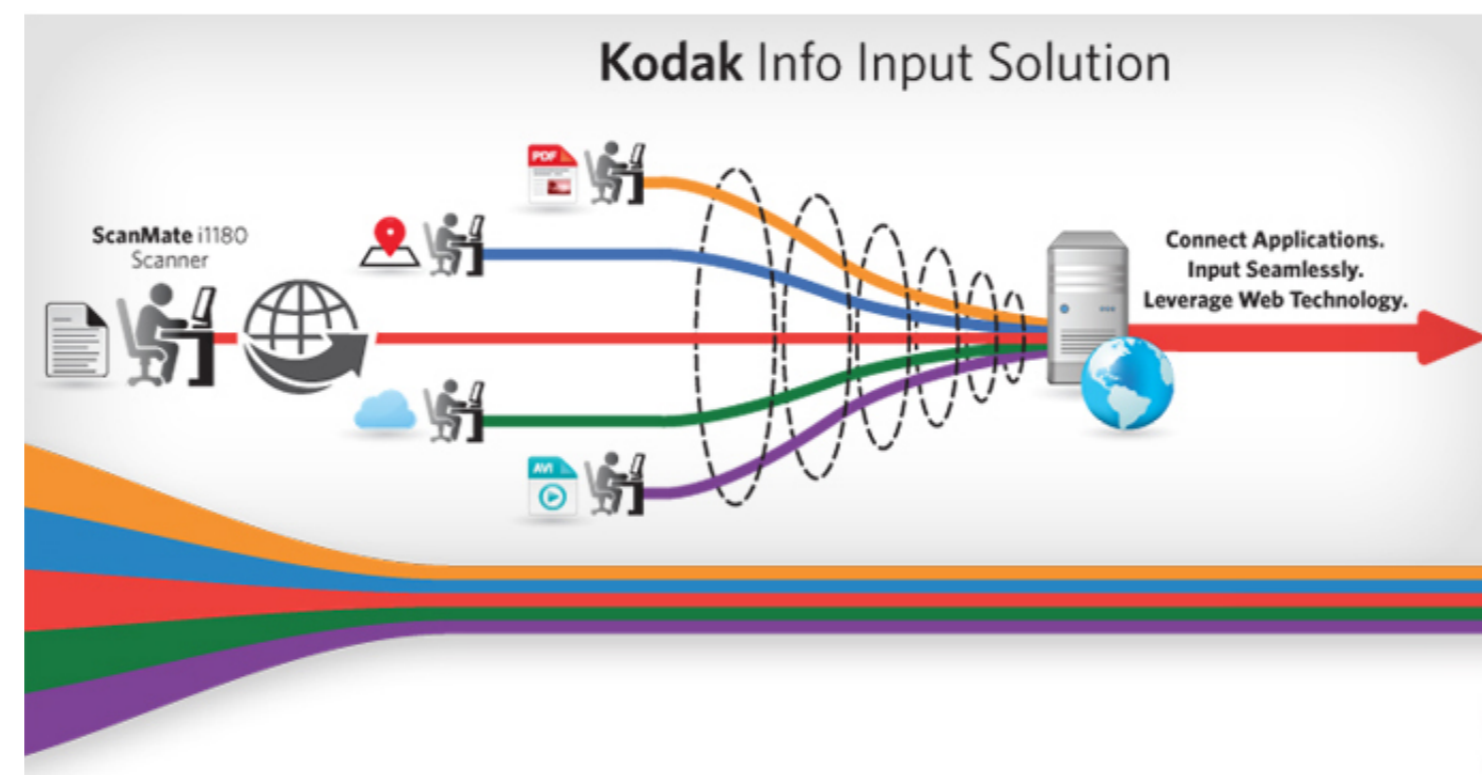 Kodak Info Input Solution
PDF
ScanMate i1180
Scanner
Connect Applications.
Input Seamlessly.
Leverage Web Technology.
AVI